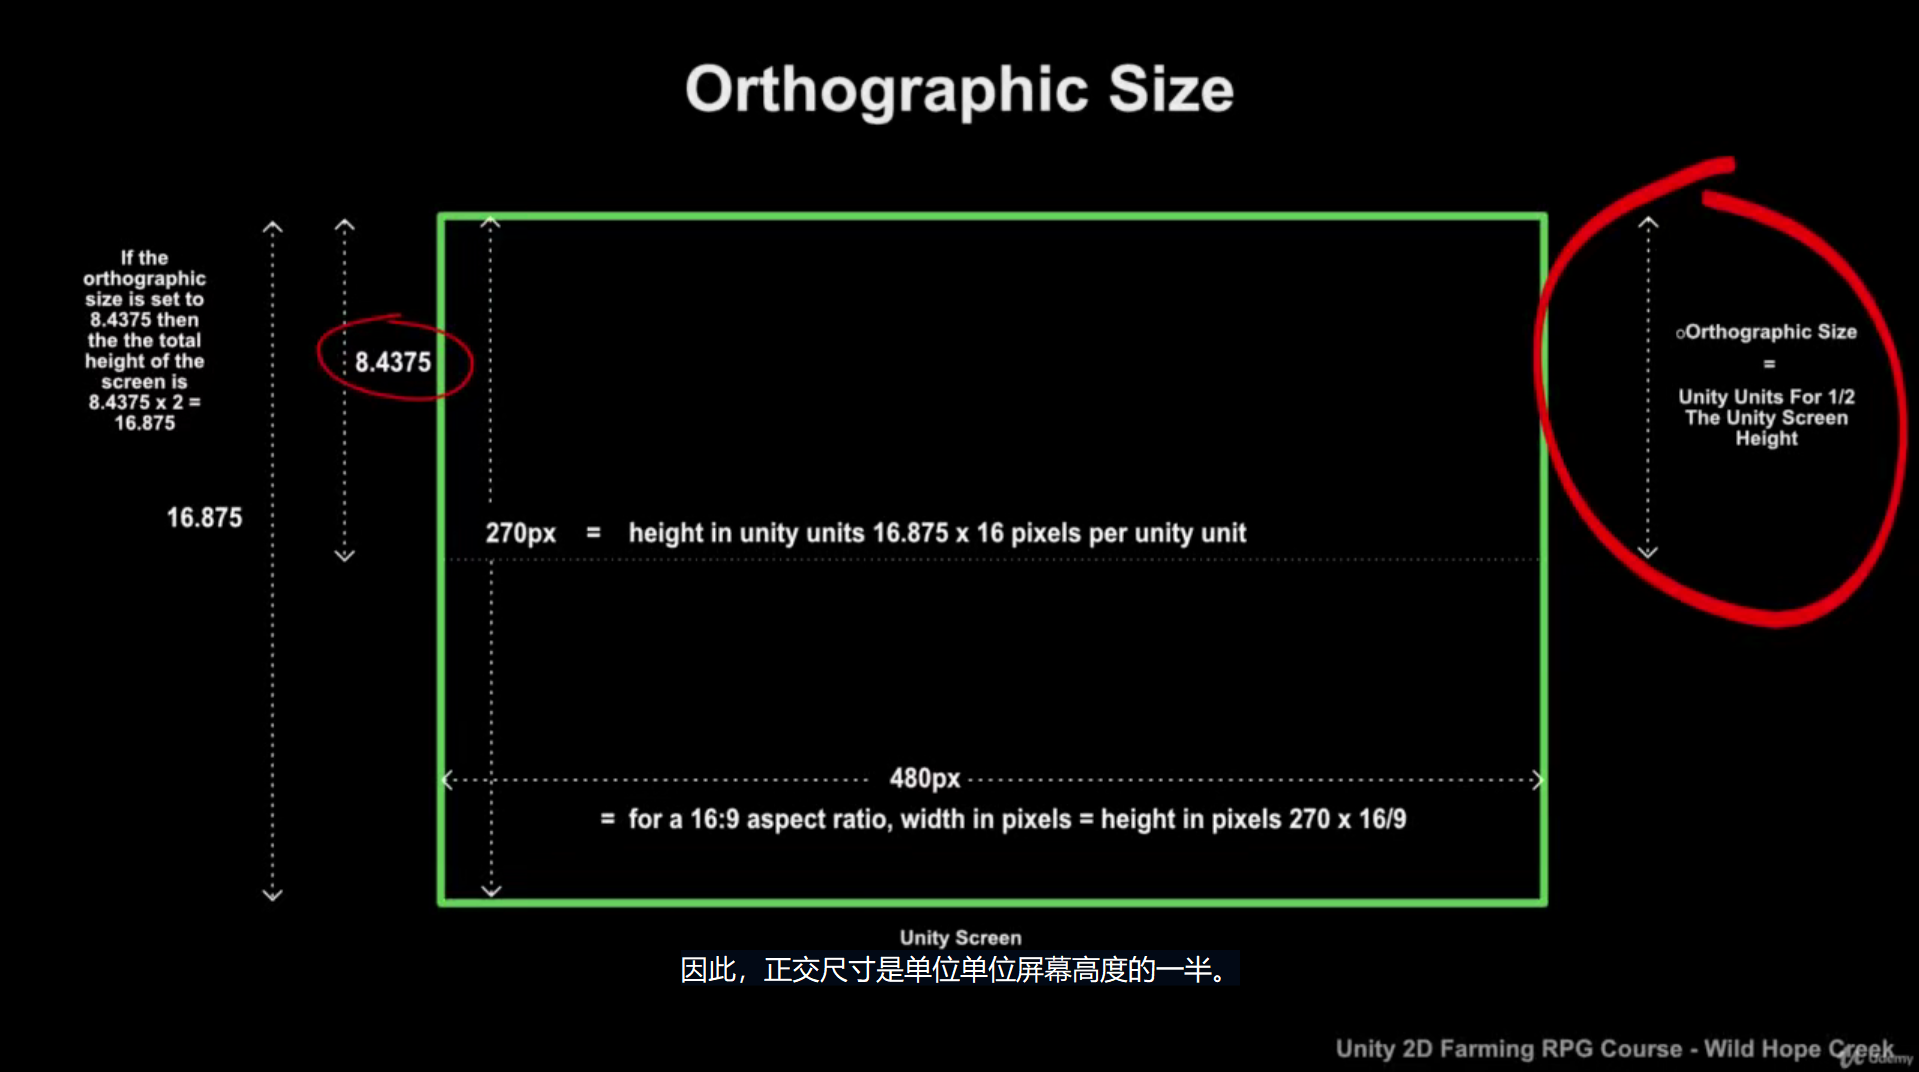 Orthographic Size
If the
orthographic
size is set to
8.4375 then
the the total
height of the
screen is
8.4375 x 2 =
16.875
8.4375
16.875
Orthographic Size
=
Unity Units For 1/2
The Unity Screen
Height
270px = height in unity units 16.875 x 16 pixels per unity unit
480px
= for a 16:9 aspect ratio, width in pixels = height in pixels 270 x 16/9
Unity Screen
因此，正交尺寸是单位单位屏幕高度的一半。
Unity 2D Farming RPG Course - Wild Hope Creek
Udemy